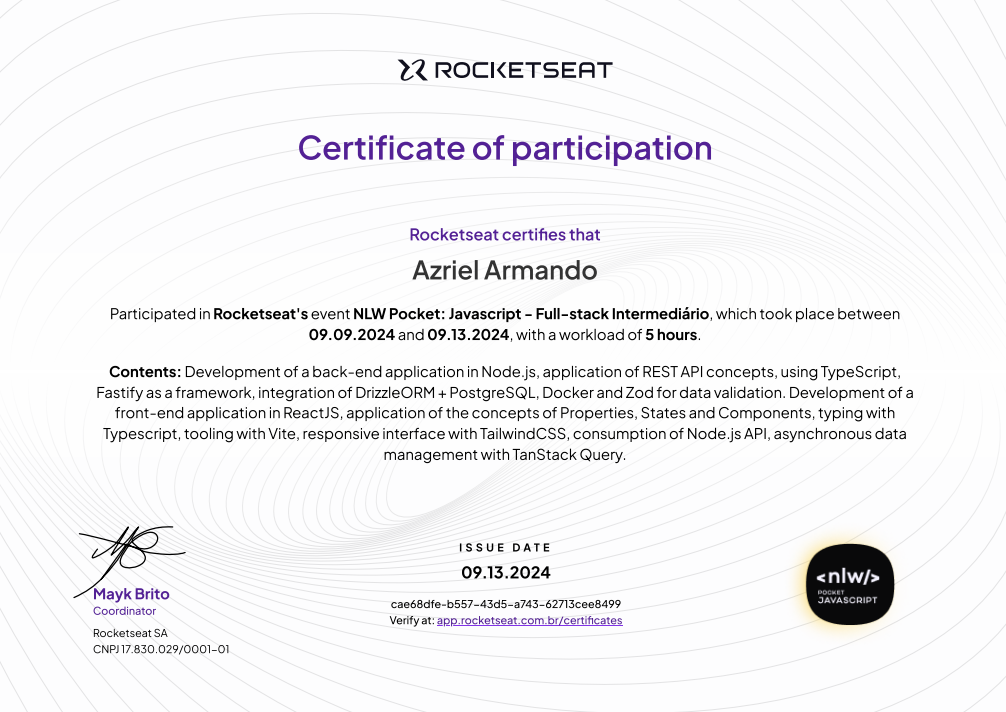 ROCKETSEAT
Certificate of participation
Rocketseat certifies that
Azriel Armando
Participated in Rocketseat's event NLW Pocket: Javascript - Full-stack Intermediário, which took place between
09.09.2024 and 09.13.2024, with a workload of 5 hours.
Contents: Development of a back-end application in Node.js, application of REST API concepts, using TypeScript,
Fastify as a framework, integration of DrizzleORM + PostgreSQL, Docker and Zod for data validation. Development of a
front-end application in ReactJS, application of the concepts of Properties, States and Components, typing with
Typescript, tooling with Vite, responsive interface with TailwindCSS, consumption of Node.js API, asynchronous data
management with TanStack Query.
Mayk Brito
Coordinator
Rocketseat SA
CNPJ 17.830.029/0001-01
ISSUE DATE
09.13.2024
cae68dfe-b557-43d5-a743-62713cee8499
Verify at: app.rocketseat.com.br/certificates
<nlw/>
POCKET
JAVASCRIPT